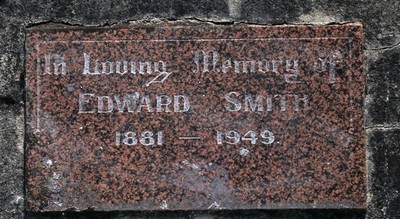 In Loving Memory of
EDWARD SMITH
1881 — 1949.